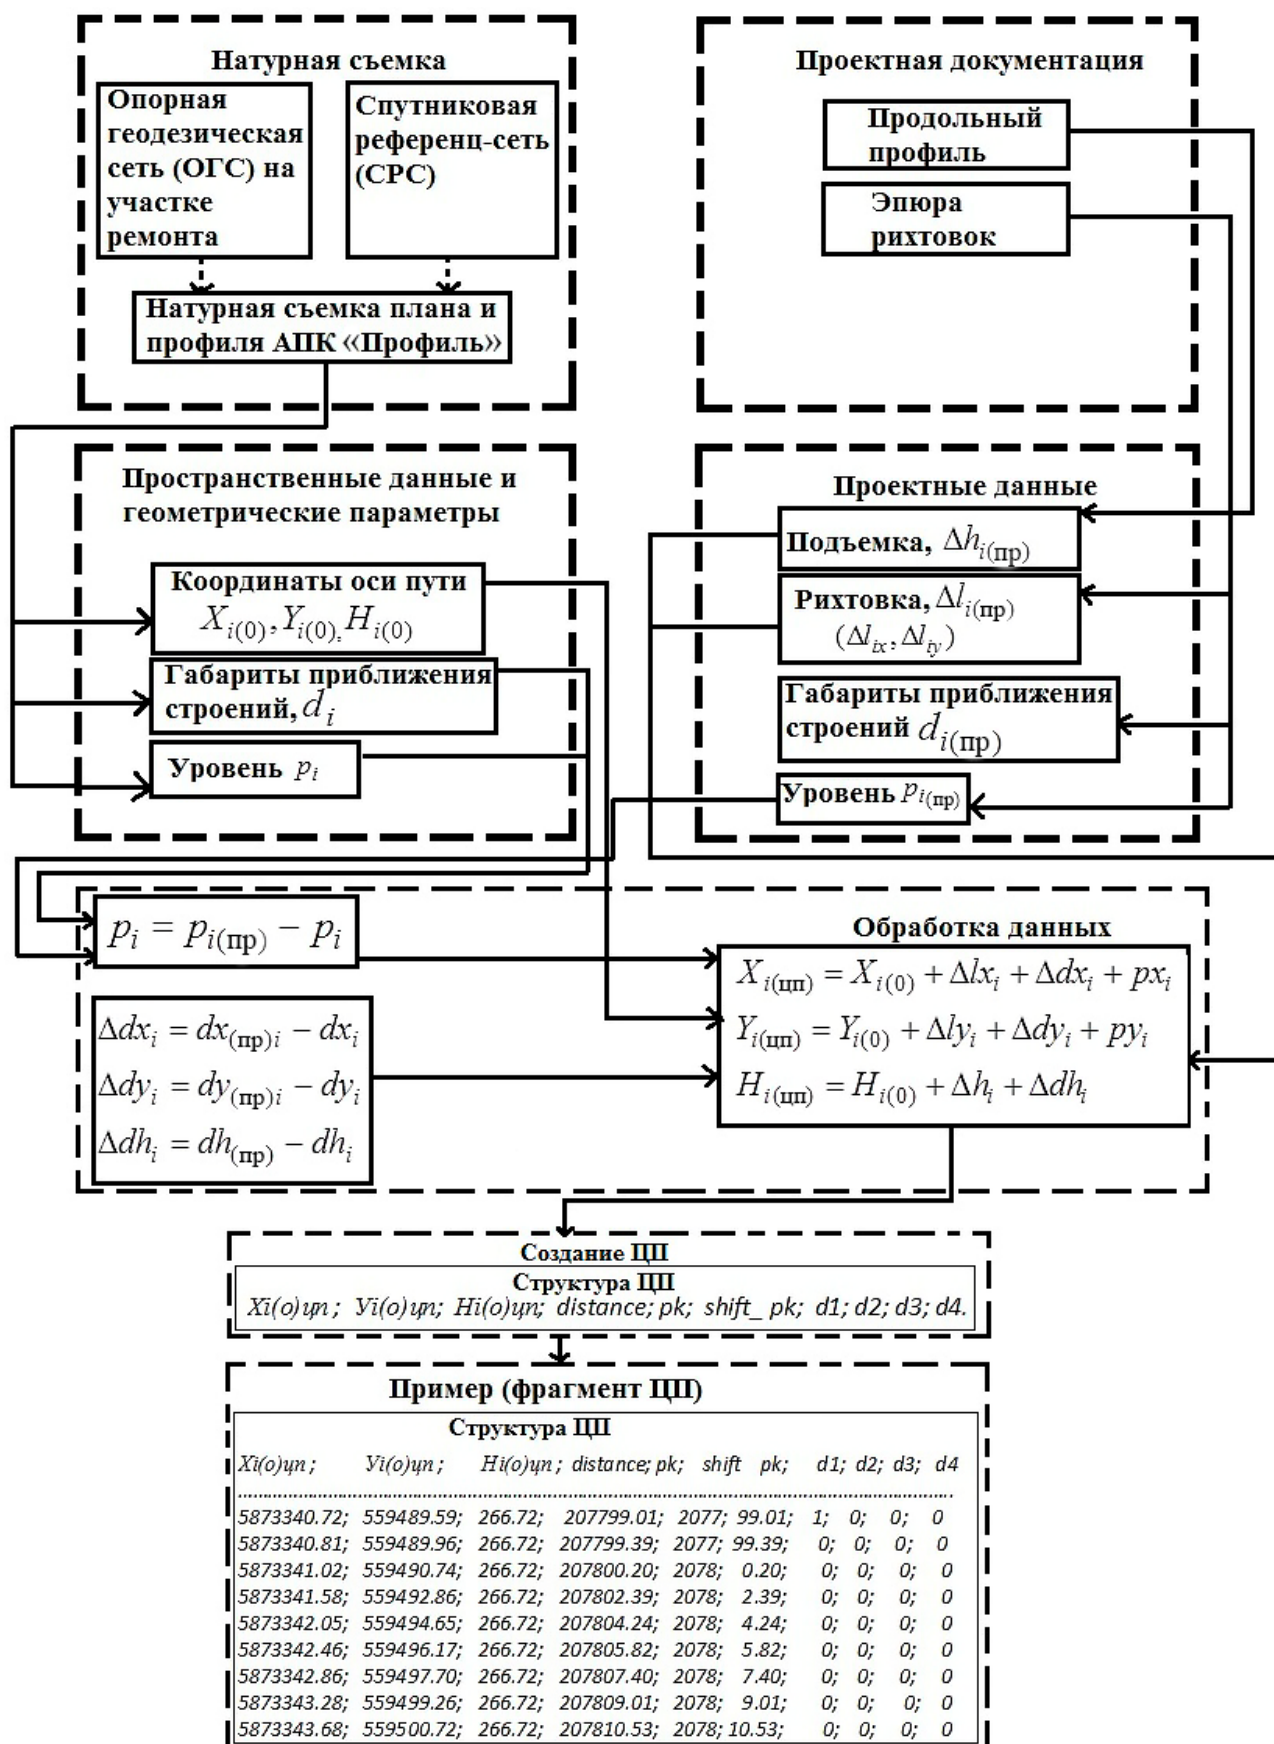 Натурная съемка
Опорная
геодезическая
сеть (ОГС) на
участке
ремонта
Спутниковая
референц-сеть
(СРС)
Натурная съемка плана и
профиля АПК «Профиль»
Проектная документация
Продольный
профиль
Эпюра
рихтовок
Пространственные данные и
геометрические параметры
Координаты оси пути
X_{i(0)}, Y_{i(0)}, H_{i(0)}
Габариты приближения
строений, d_i
Уровень p_i
Проектные данные
Подъемка, Δh_{i(пр)}
Рихтовка, Δl_{i(пр)}
(Δl_{ix}, Δl_{iy})
Габариты приближения
строений d_{i(пр)}
Уровень p_{i(пр)}
p_i = p_{i(пр)} − p_i
Δdx_i = dx_{(пр)i} − dx_i
Δdy_i = dy_{(пр)i} − dy_i
Δdh_i = dh_{(пр)} − dh_i
Обработка данных
X_{i(цп)} = X_{i(0)} + Δlx_i + Δdx_i + px_i
Y_{i(цп)} = Y_{i(0)} + Δly_i + Δdy_i + py_i
H_{i(цп)} = H_{i(0)} + Δh_i + Δdh_i
Создание ЦП
Структура ЦП
Xi(o)цп; Уi(o)цп; Hi(o)цп; distance; pk; shift_ pk; d1; d2; d3; d4.
Пример (фрагмент ЦП)
Структура ЦП
Xi(o)цп; Уi(o)цп; Hi(o)цп; distance; pk; shift pk; d1; d2; d3; d4
5873340.72; 559489.59; 266.72; 207799.01; 2077; 99.01; 1; 0; 0; 0
5873340.81; 559489.96; 266.72; 207799.39; 2077; 99.39; 0; 0; 0; 0
5873341.02; 559490.74; 266.72; 207800.20; 2078; 0.20; 0; 0; 0; 0
5873341.58; 559492.86; 266.72; 207802.39; 2078; 2.39; 0; 0; 0; 0
5873342.05; 559494.65; 266.72; 207804.24; 2078; 4.24; 0; 0; 0; 0
5873342.46; 559496.17; 266.72; 207805.82; 2078; 5.82; 0; 0; 0; 0
5873342.86; 559497.70; 266.72; 207807.40; 2078; 7.40; 0; 0; 0; 0
5873343.28; 559499.26; 266.72; 207809.01; 2078; 9.01; 0; 0; 0; 0
5873343.68; 559500.72; 266.72; 207810.53; 2078; 10.53; 0; 0; 0; 0